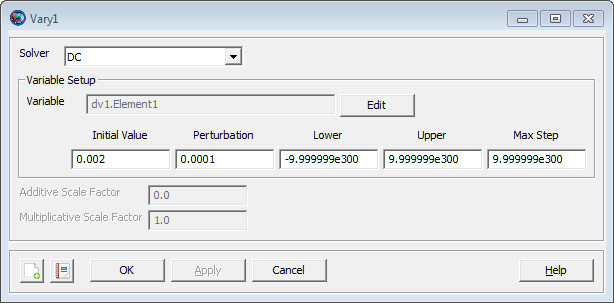 Vary1
Solver DC
Variable Setup
Variable dv1.Element1 Edit
Initial Value Perturbation Lower Upper Max Step
0.002 0.0001 -9.999999e300 9.999999e300 9.999999e300
Additive Scale Factor 0.0
Multiplicative Scale Factor 1.0
OK Apply Cancel Help